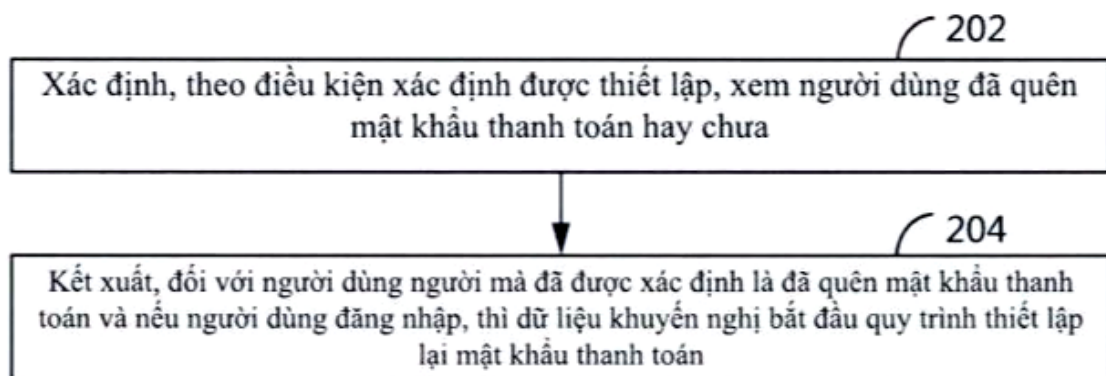 202
Xác định, theo điều kiện xác định được thiết lập, xem người dùng đã quên
mật khẩu thanh toán hay chưa
204
Kết xuất, đối với người dùng người mà đã được xác định là đã quên mật khẩu thanh
toán và nếu người dùng đăng nhập, thì dữ liệu khuyến nghị bắt đầu quy trình thiết lập
lại mật khẩu thanh toán